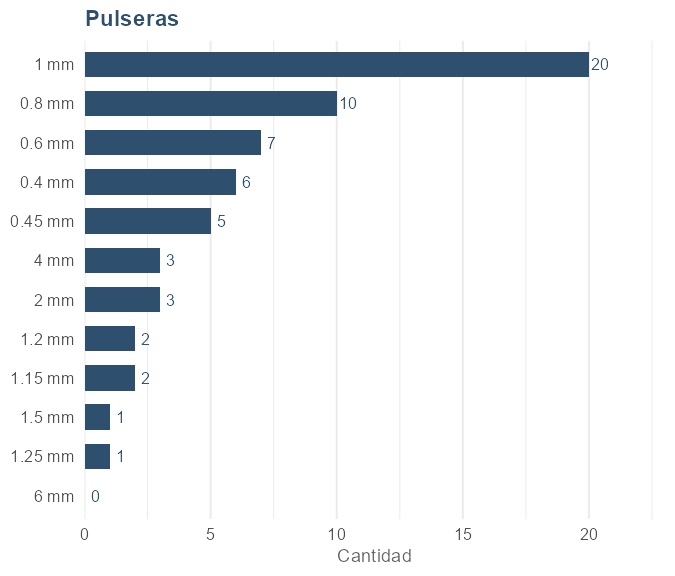 Pulseras
1 mm 20
0.8 mm 10
0.6 mm 7
0.4 mm 6
0.45 mm 5
4 mm 3
2 mm 3
1.2 mm 2
1.15 mm 2
1.5 mm 1
1.25 mm 1
6 mm 0
0 5 10 15 20
Cantidad